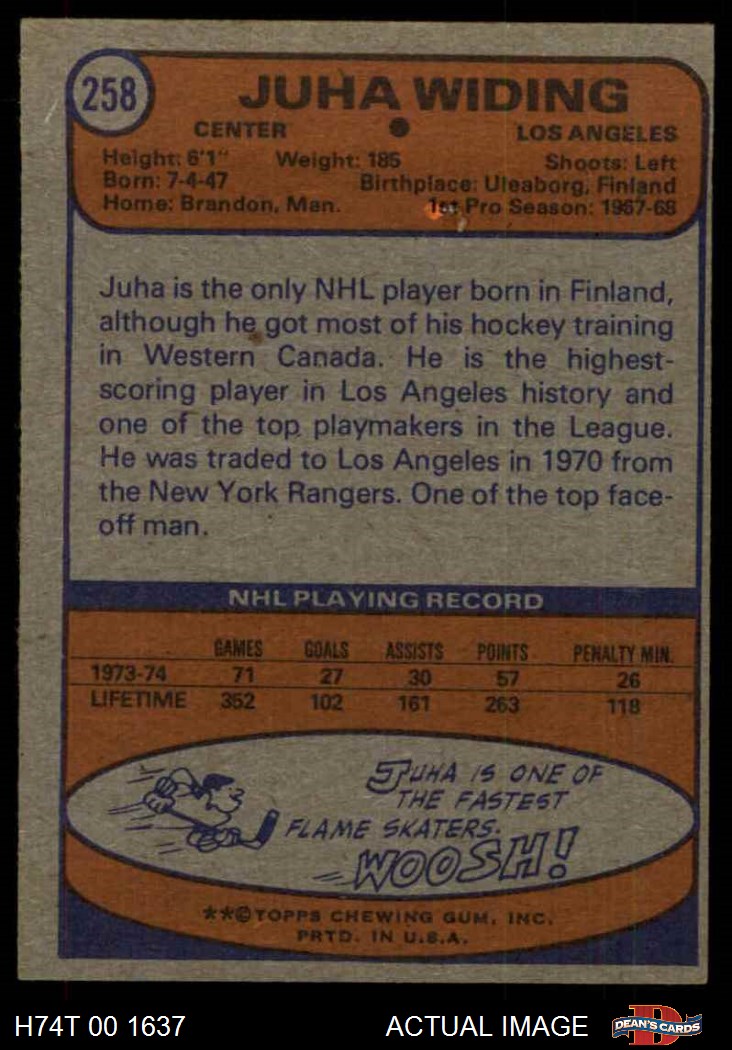 258
JUHA WIDING
CENTER
LOS ANGELES
Height: 6'1" Weight: 185 Shoots: Left
Born: 7-4-47 Birthplace: Uleaborg, Finland
Home: Brandon, Man. 1st Pro Season: 1967-68
Juha is the only NHL player born in Finland,
although he got most of his hockey training
in Western Canada. He is the highest-
scoring player in Los Angeles history and
one of the top playmakers in the League.
He was traded to Los Angeles in 1970 from
the New York Rangers. One of the top face-
off man.
NHL PLAYING RECORD
GAMES GOALS ASSISTS POINTS PENALTY MIN.
1973-74 71 27 30 57 26
LIFETIME 352 102 161 263 118
JUHA IS ONE OF
THE FASTEST
FLAME SKATERS.
WOOSH!
**©TOPPS CHEWING GUM, INC.
PRTD. IN U.S.A.
H74T 00 1637 ACTUAL IMAGE
D
DEAN'S CARDS